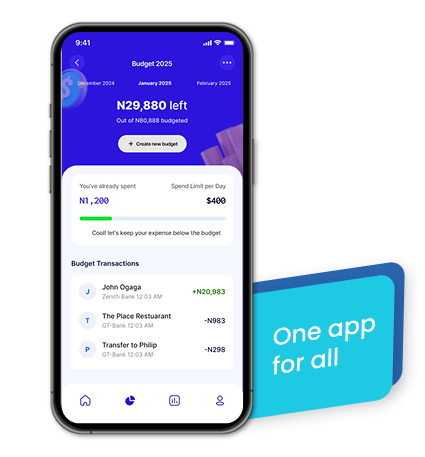 9:41
Budget 2025
December 2024 January 2025 February 2025
N29,880 left
Out of N80,888 budgeted
+ Create new budget
You've already spent Spend Limit per Day
N1,200 $400
Cool! let's keep your expense below the budget
Budget Transactions
J John Ogaga +N20,983
Zenith Bank 12:03 AM
T The Place Restuarant -N983
GT-Bank 12:03 AM
P Transfer to Philip -N298
GT-Bank 12:03 AM
One app
for all